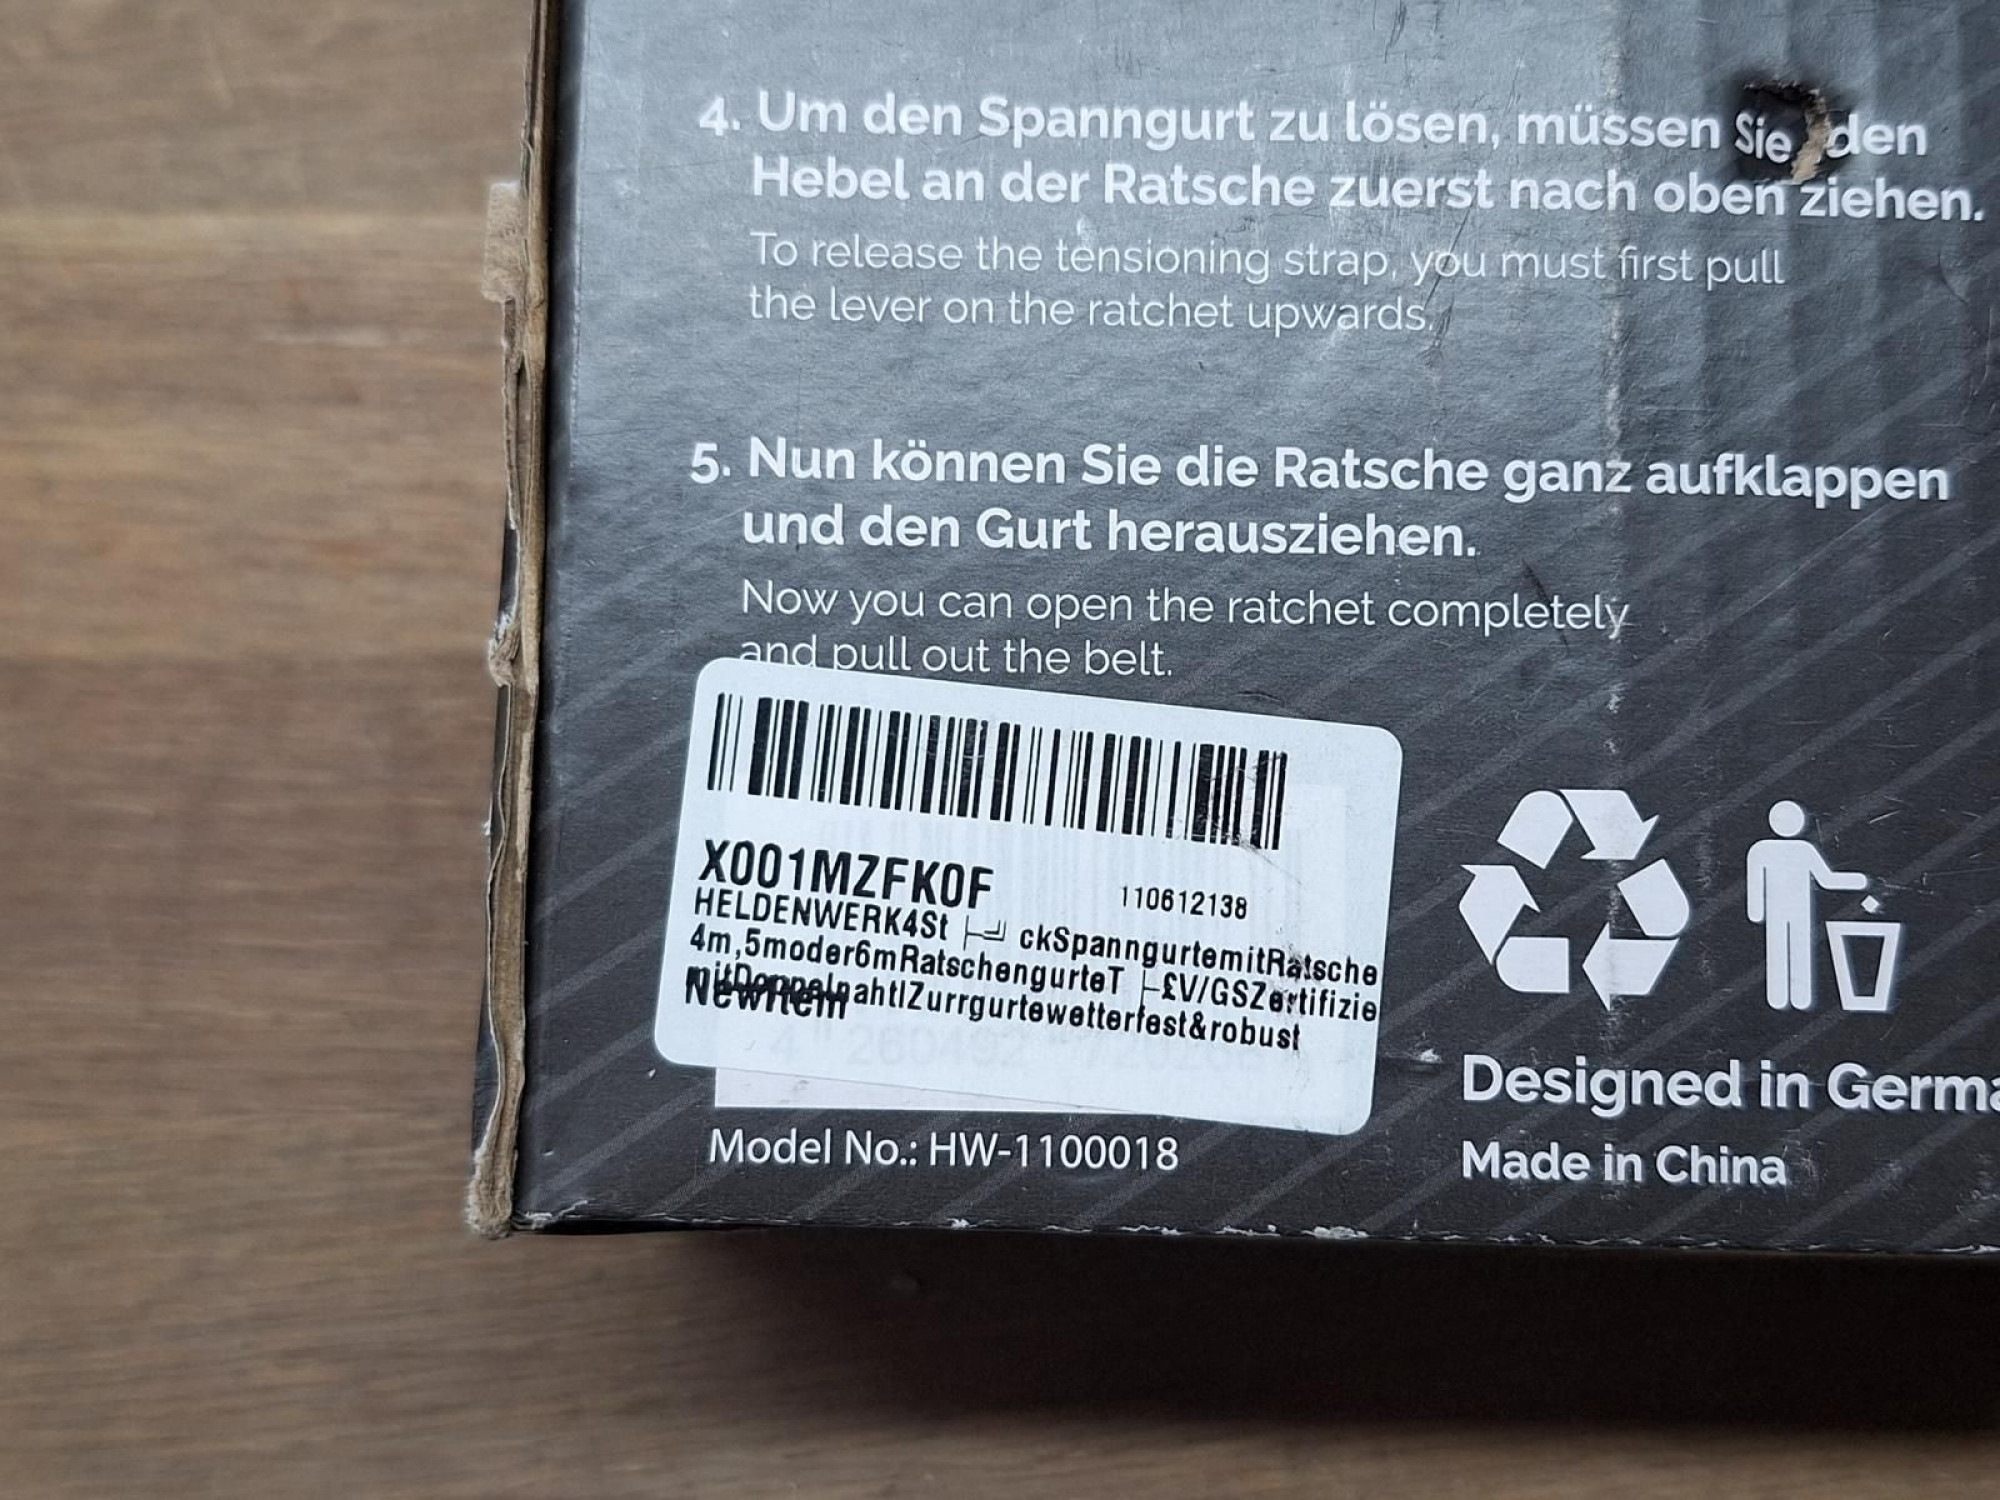 4. Um den Spanngurt zu lösen, müssen Sie den
Hebel an der Ratsche zuerst nach oben ziehen.
To release the tensioning strap, you must first pull
the lever on the ratchet upwards.
5. Nun können Sie die Ratsche ganz aufklappen
und den Gurt herausziehen.
Now you can open the ratchet completely
and pull out the belt.
X001MZFK0F
110612138
HELDENWERK4St ├╝ckSpanngurtemitRatsche
4m,5moder6mRatschengurteT ├£V/GSZertifizie
mitDoppelnahtIZurrgurtewetterfest&robust
NewItem
Model No.: HW-1100018
Designed in Germa
Made in China